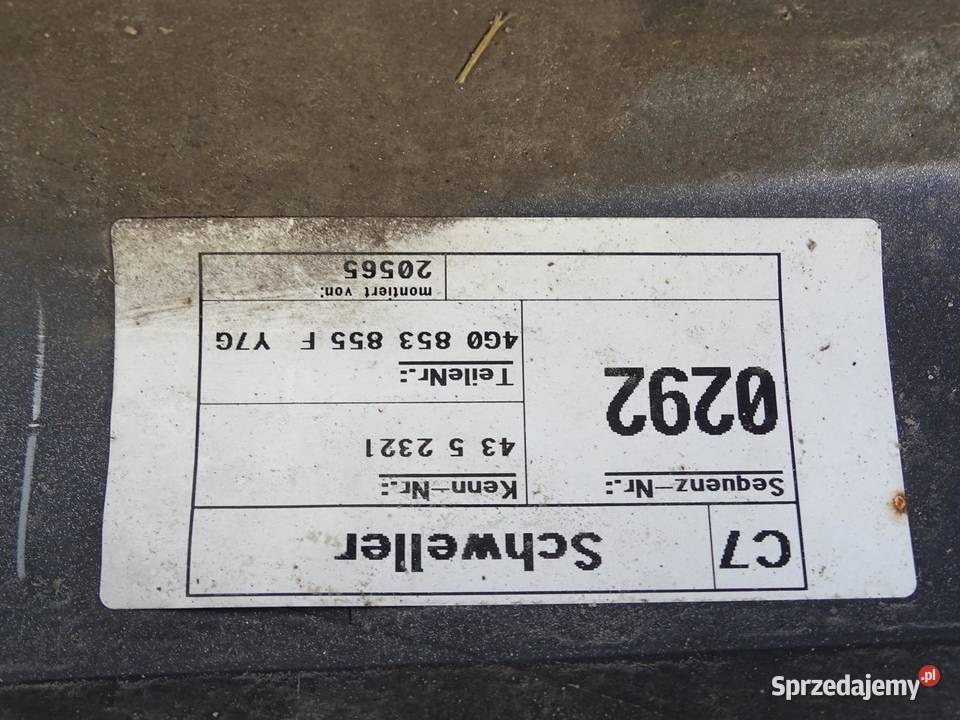 C7 Schweller
Sequenz-Nr.:
0292
Kenn-Nr.:
43 5 2321
TeileNr.:
4G0 853 855 F Y7G
montiert von:
20565
Sprzedajemy.pl